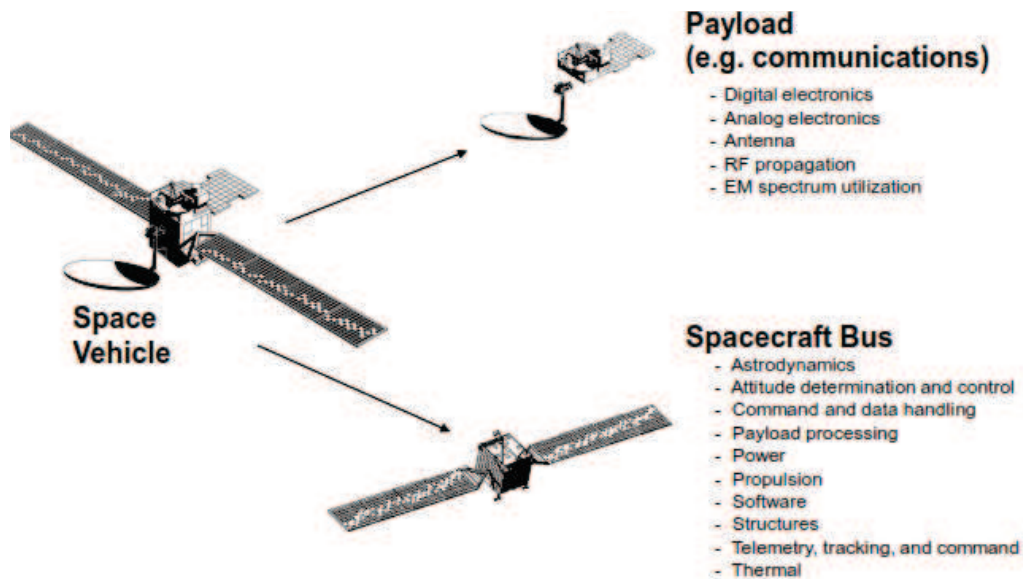 Payload
(e.g. communications)
- Digital electronics
- Analog electronics
- Antenna
- RF propagation
- EM spectrum utilization
Space
Vehicle
Spacecraft Bus
- Astrodynamics
- Attitude determination and control
- Command and data handling
- Payload processing
- Power
- Propulsion
- Software
- Structures
- Telemetry, tracking, and command
- Thermal